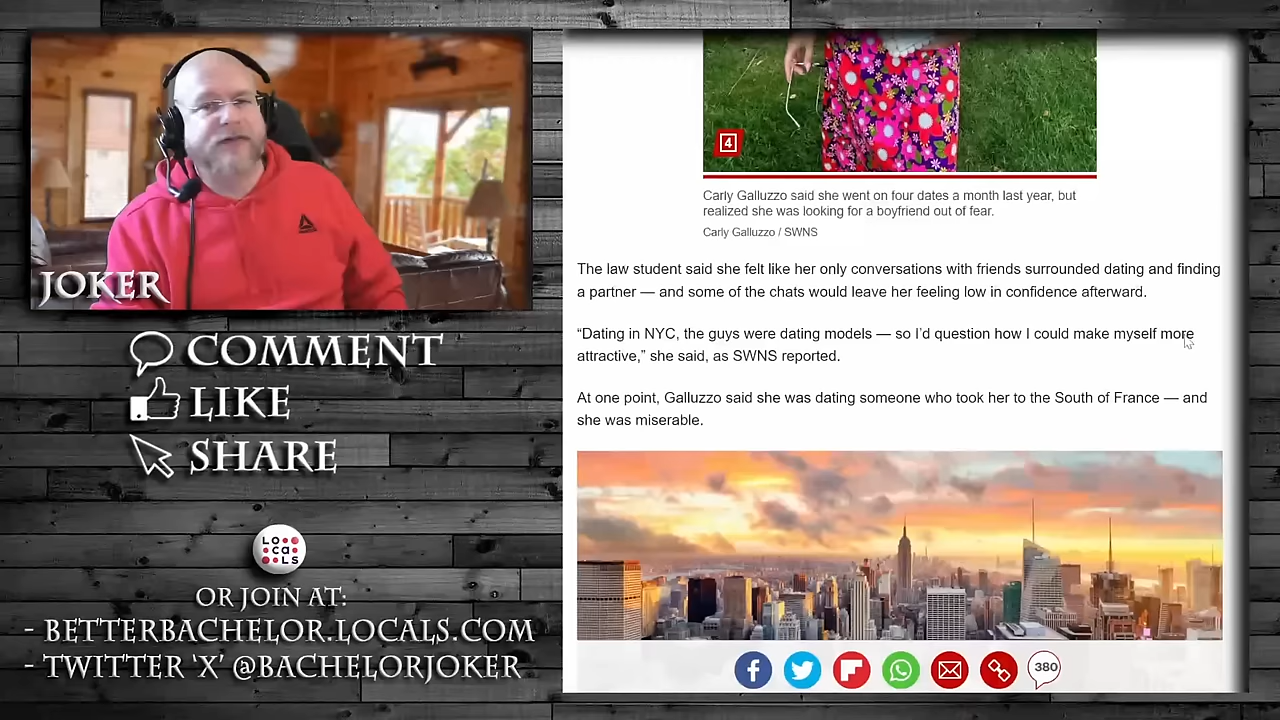 JOKER
COMMENT
LIKE
SHARE
LO
ca
LS
OR JOIN AT:
- BETTERBACHELOR.LOCALS.COM
- TWITTER 'X' @BACHELORJOKER
4
Carly Galluzzo said she went on four dates a month last year, but
realized she was looking for a boyfriend out of fear.
Carly Galluzzo / SWNS
The law student said she felt like her only conversations with friends surrounded dating and finding
a partner — and some of the chats would leave her feeling low in confidence afterward.
“Dating in NYC, the guys were dating models — so I’d question how I could make myself more
attractive,” she said, as SWNS reported.
At one point, Galluzzo said she was dating someone who took her to the South of France — and
she was miserable.
380